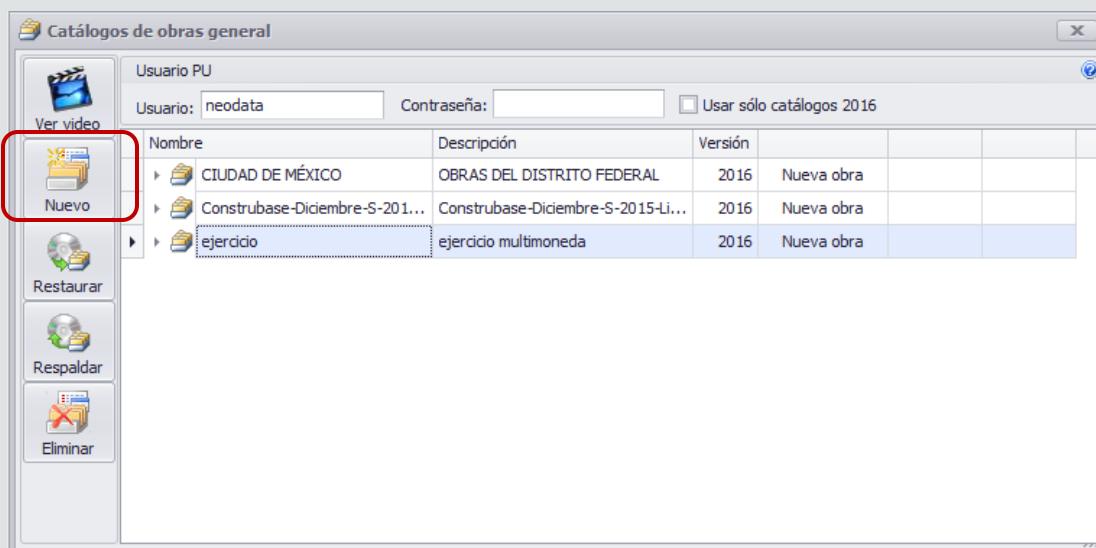 Catálogos de obras general
Ver video
Nuevo
Restaurar
Respaldar
Eliminar
Usuario PU
Usuario: neodata Contraseña: Usar sólo catálogos 2016
Nombre Descripción Versión
CIUDAD DE MÉXICO OBRAS DEL DISTRITO FEDERAL 2016 Nueva obra
Construbase-Diciembre-S-201... Construbase-Diciembre-S-2015-Li... 2016 Nueva obra
ejercicio ejercicio multimoneda 2016 Nueva obra